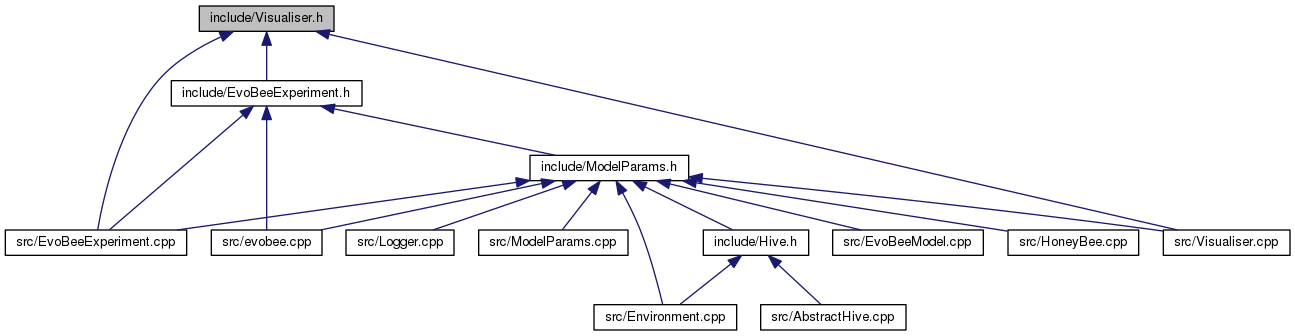 include/Visualiser.h
include/EvoBeeExperiment.h
include/ModelParams.h
src/EvoBeeExperiment.cpp
src/evobee.cpp
src/Logger.cpp
src/ModelParams.cpp
include/Hive.h
src/EvoBeeModel.cpp
src/HoneyBee.cpp
src/Visualiser.cpp
src/Environment.cpp
src/AbstractHive.cpp